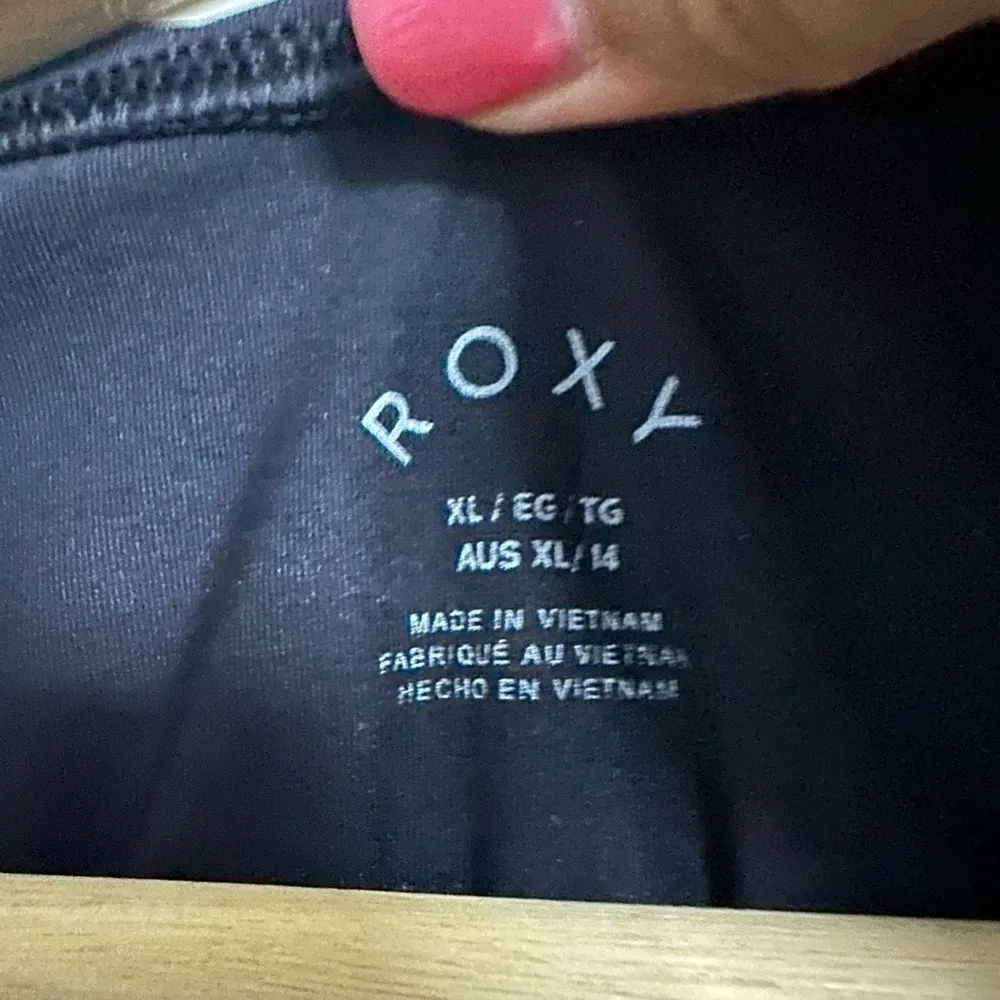 ROXY
XL / EG / TG
AUS XL / 14
MADE IN VIETNAM
FABRIQUÉ AU VIETNAM
HECHO EN VIETNAM